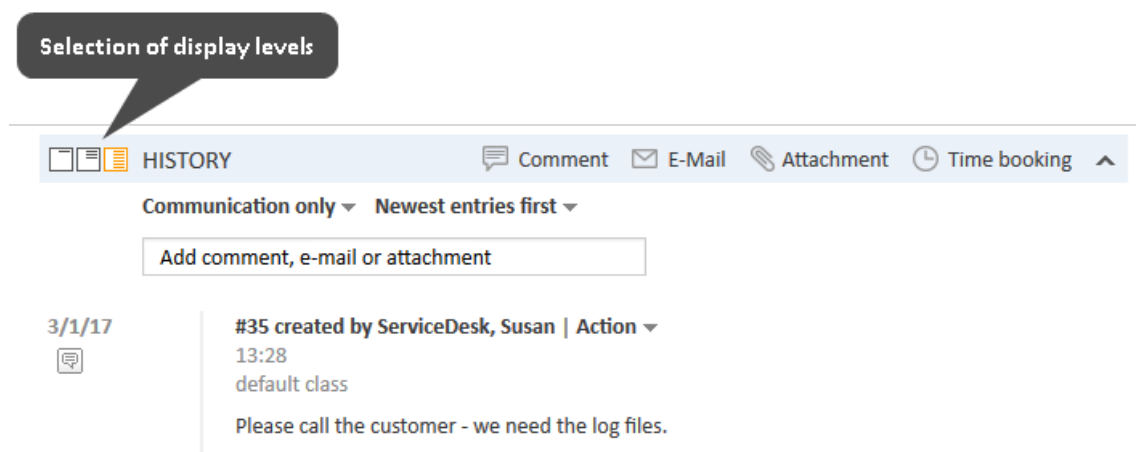 Selection of display levels
HISTORY Comment E-Mail Attachment Time booking
Communication only Newest entries first
Add comment, e-mail or attachment
3/1/17 #35 created by ServiceDesk, Susan | Action
13:28
default class
Please call the customer - we need the log files.